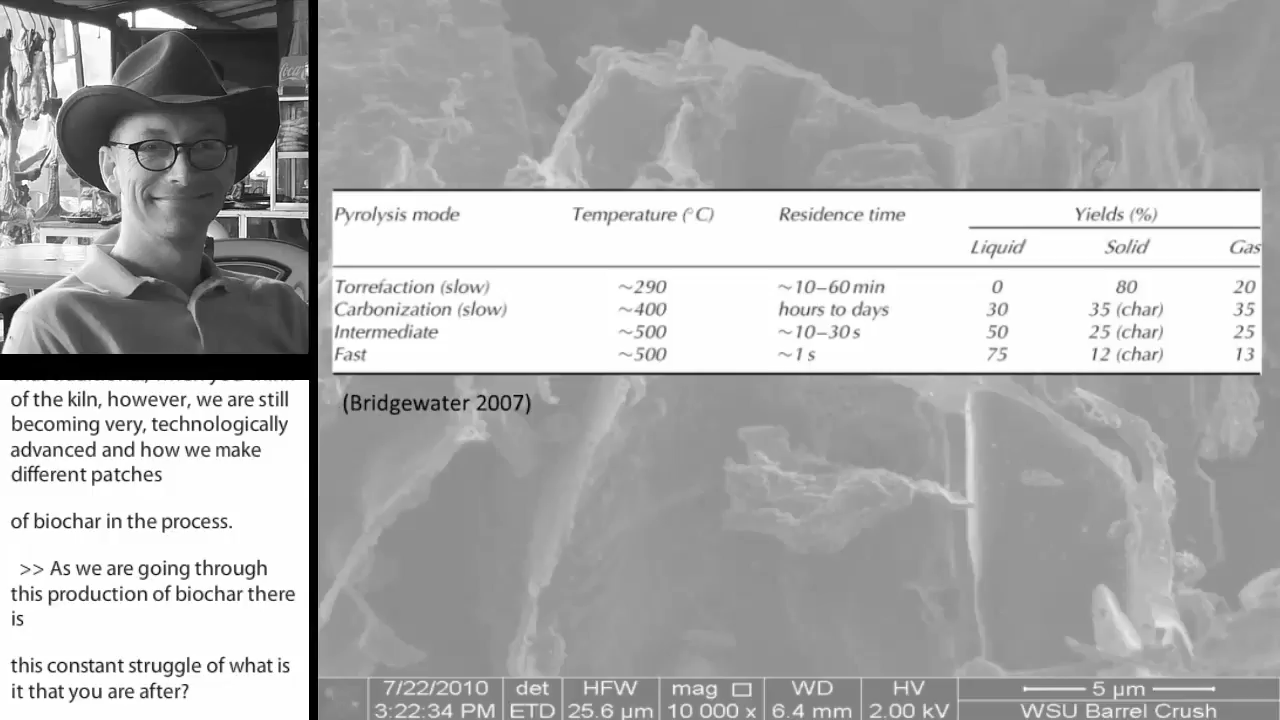 Pyrolysis mode Temperature (°C) Residence time Yields (%)
Liquid Solid Gas
Torrefaction (slow) ~290 ~10–60 min 0 80 20
Carbonization (slow) ~400 hours to days 30 35 (char) 35
Intermediate ~500 ~10–30 s 50 25 (char) 25
Fast ~500 ~1 s 75 12 (char) 13
(Bridgewater 2007)
of the kiln, however, we are still
becoming very, technologically
advanced and how we make
different patches
of biochar in the process.
>> As we are going through
this production of biochar there
is
this constant struggle of what is
it that you are after?
7/22/2010 det HFW mag WD HV 5 µm
3:22:34 PM ETD 25.6 µm 10 000 x 6.4 mm 2.00 kV WSU Barrel Crush